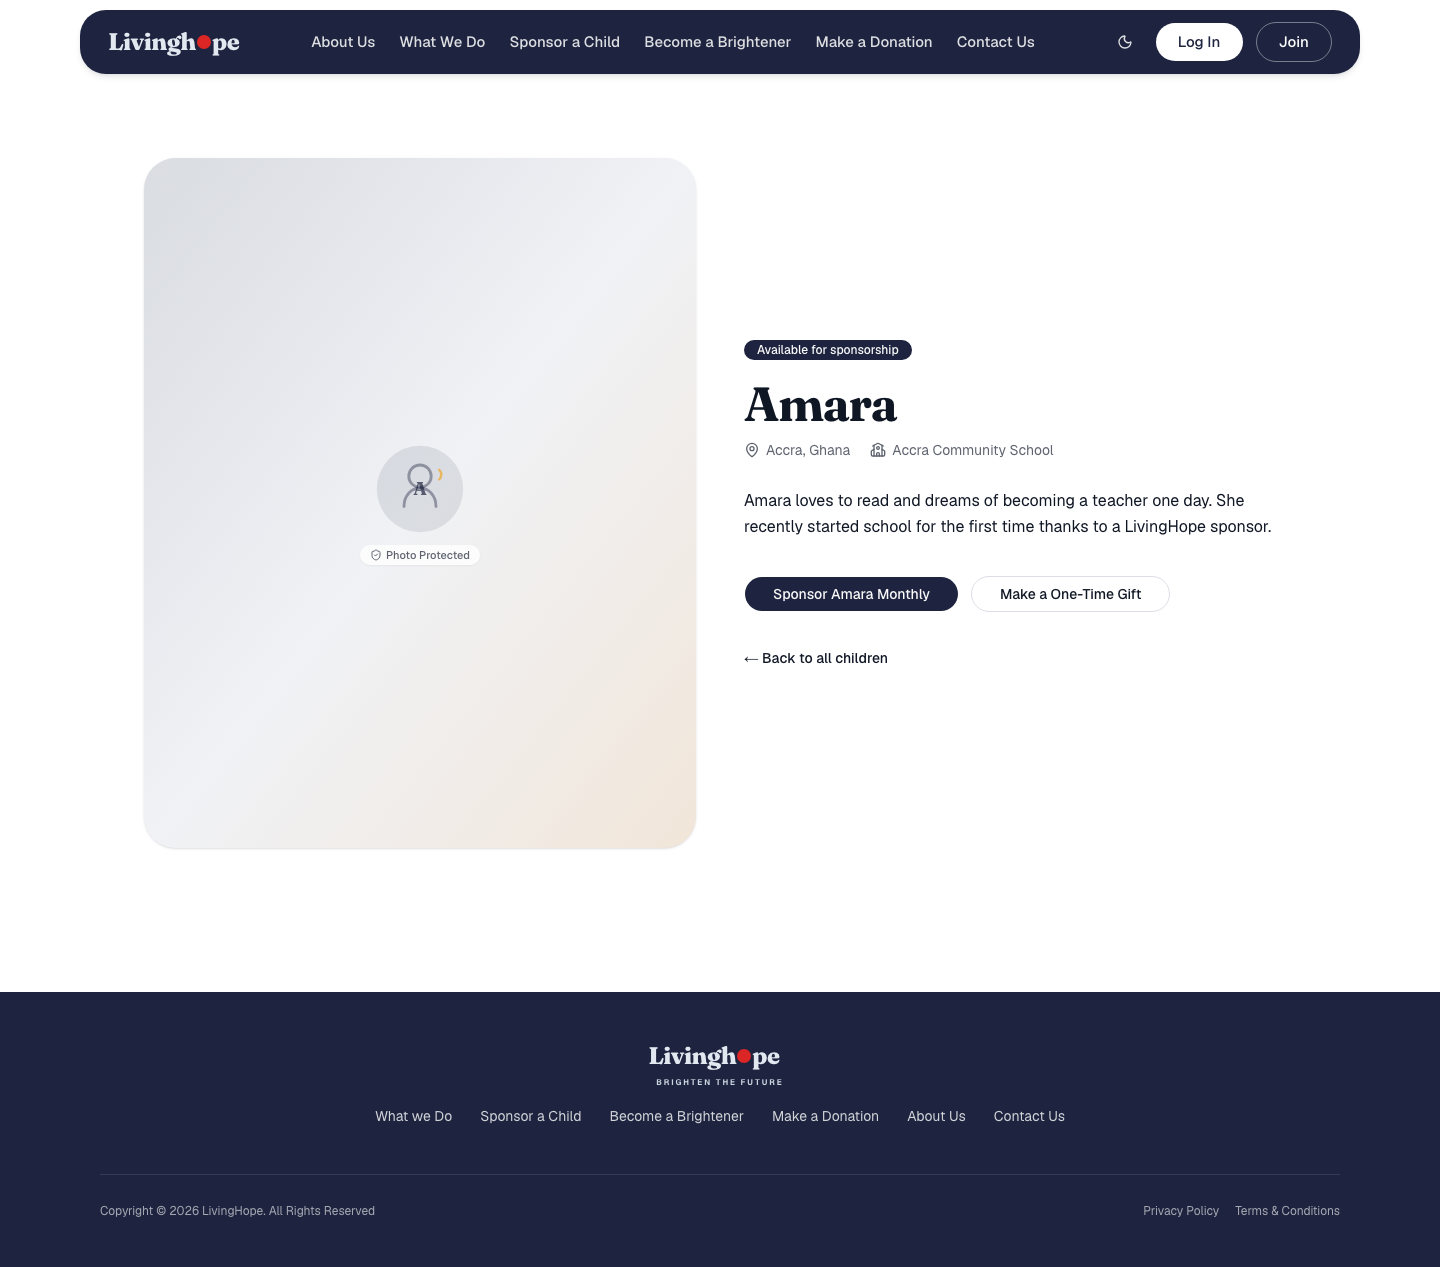 Livinghope
About Us
What We Do
Sponsor a Child
Become a Brightener
Make a Donation
Contact Us
Log In
Join
A
Photo Protected
Available for sponsorship
Amara
Accra, Ghana
Accra Community School
Amara loves to read and dreams of becoming a teacher one day. She
recently started school for the first time thanks to a LivingHope sponsor.
Sponsor Amara Monthly
Make a One-Time Gift
← Back to all children
Livinghope
BRIGHTEN THE FUTURE
What we Do
Sponsor a Child
Become a Brightener
Make a Donation
About Us
Contact Us
Copyright © 2026 LivingHope. All Rights Reserved
Privacy Policy
Terms & Conditions